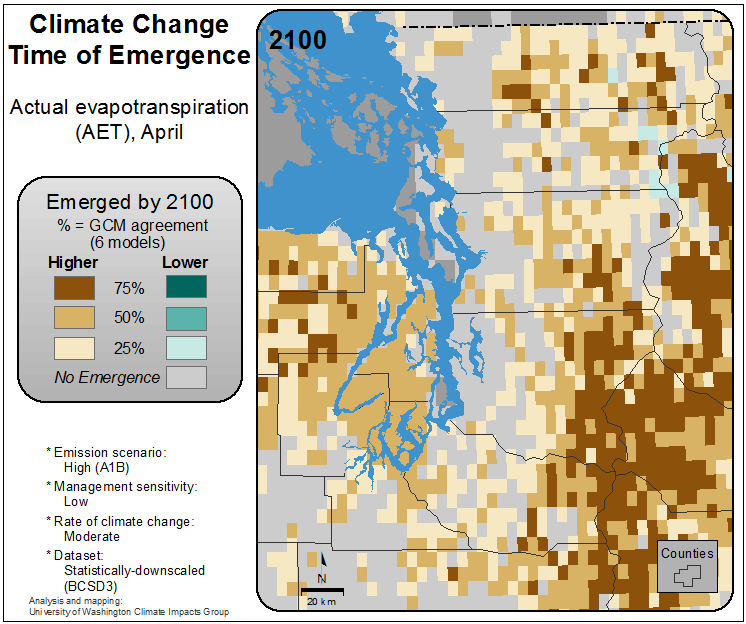 Climate Change
Time of Emergence
Actual evapotranspiration
(AET), April
Emerged by 2100
% = GCM agreement
(6 models)
Higher Lower
75%
50%
25%
No Emergence
* Emission scenario:
High (A1B)
* Management sensitivity:
Low
* Rate of climate change:
Moderate
* Dataset:
Statistically-downscaled
(BCSD3)
Analysis and mapping:
University of Washington Climate Impacts Group
2100
N
20 km
Counties